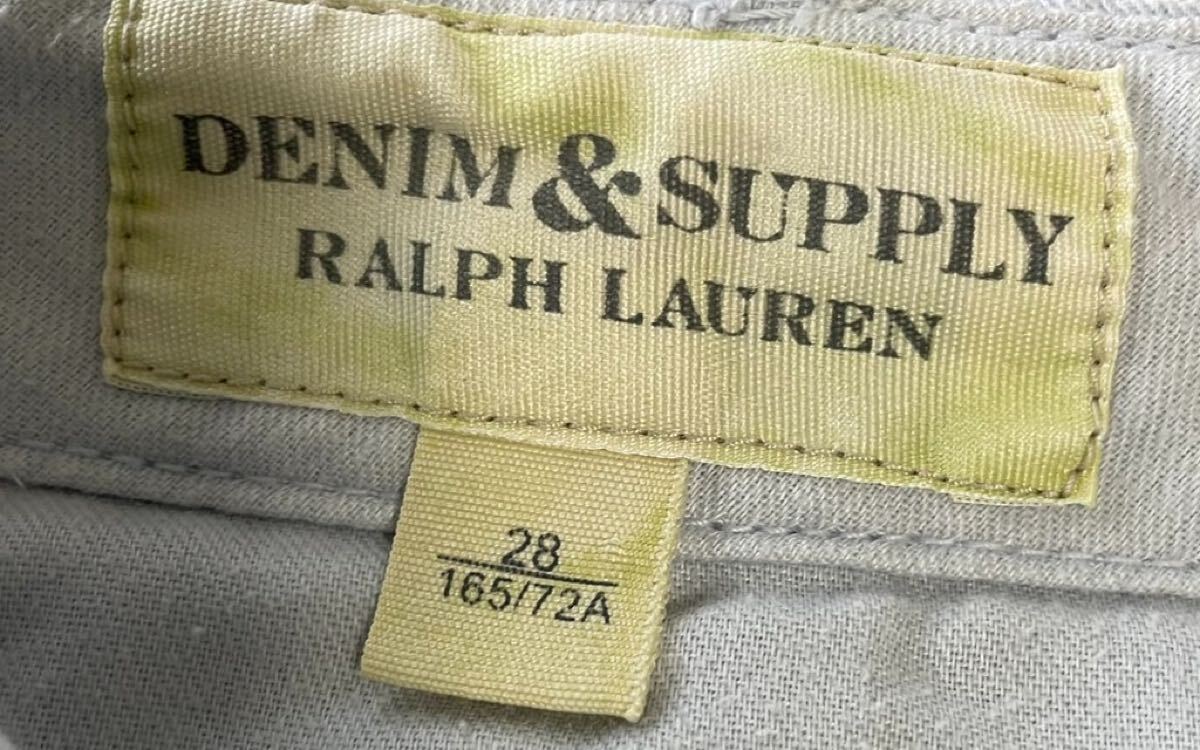 DENIM & SUPPLY
RALPH LAUREN
28
165/72A